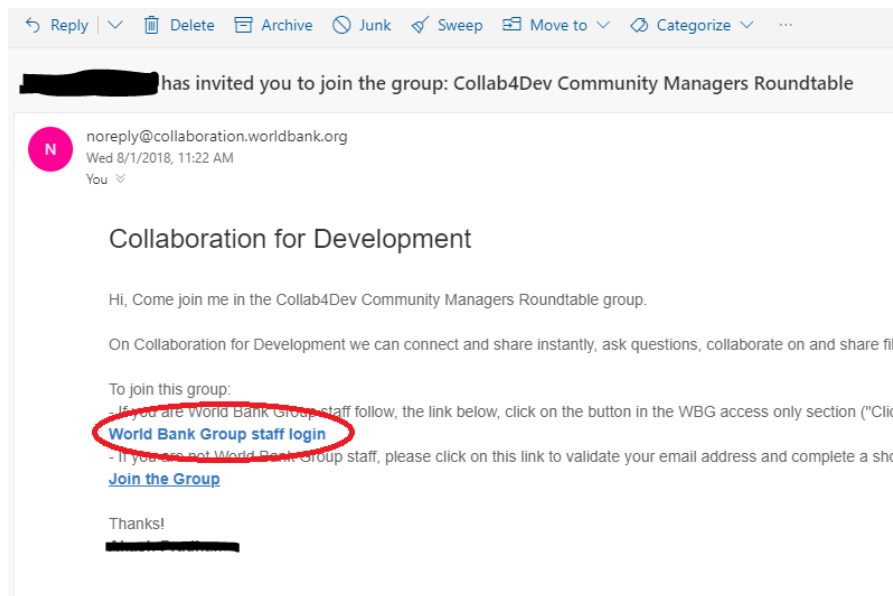 Reply Delete Archive Junk Sweep Move to Categorize ...
has invited you to join the group: Collab4Dev Community Managers Roundtable
N
noreply@collaboration.worldbank.org
Wed 8/1/2018, 11:22 AM
You
Collaboration for Development
Hi, Come join me in the Collab4Dev Community Managers Roundtable group.
On Collaboration for Development we can connect and share instantly, ask questions, collaborate on and share fi
To join this group:
- If you are World Bank Group staff follow, the link below, click on the button in the WBG access only section ("Clic
World Bank Group staff login
- If you are not World Bank Group staff, please click on this link to validate your email address and complete a sho
Join the Group
Thanks!